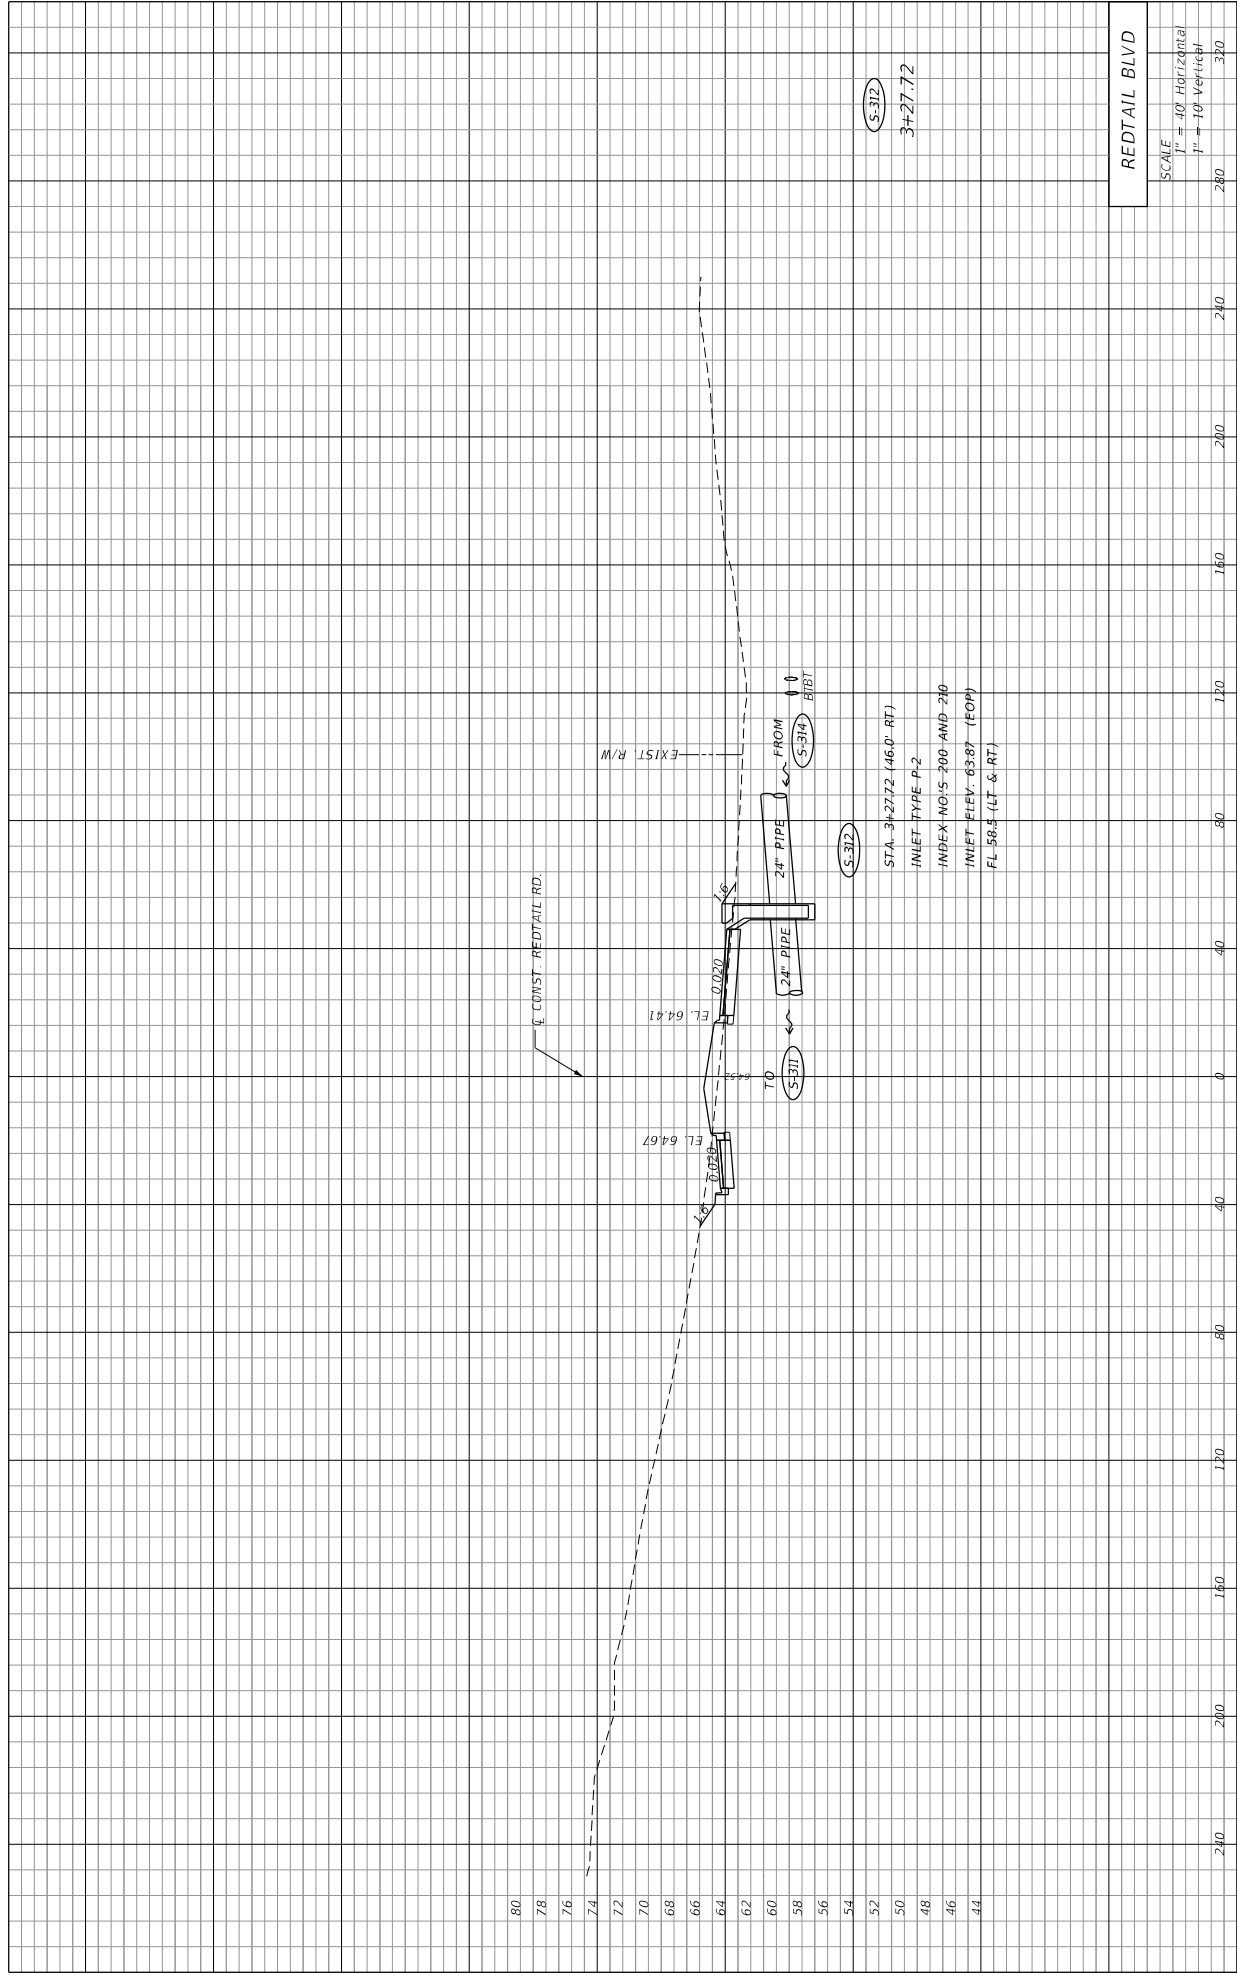 REDTAIL BLVD
SCALE
1" = 40' Horizontal
1" = 10' Vertical
S-312
3+27.72
℄ CONST. REDTAIL RD.
EXIST. R/W
EL. 64.67
EL. 64.41
64.52
0.020
0.020
1:6
1:6
24" PIPE
24" PIPE
TO
S-311
FROM
S-314
BTBT
S-312
STA. 3+27.72 (46.0' RT)
INLET TYPE P-2
INDEX NO.'S 200 AND 210
INLET ELEV. 63.87 (EOP)
FL 58.5 (LT & RT)
80
78
76
74
72
70
68
66
64
62
60
58
56
54
52
50
48
46
44
240
200
160
120
80
40
0
40
80
120
160
200
240
280
320